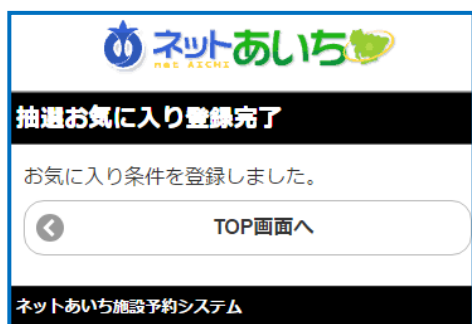 ネットあいち
net AICHI
抽選お気に入り登録完了
お気に入り条件を登録しました。
TOP画面へ
ネットあいち施設予約システム